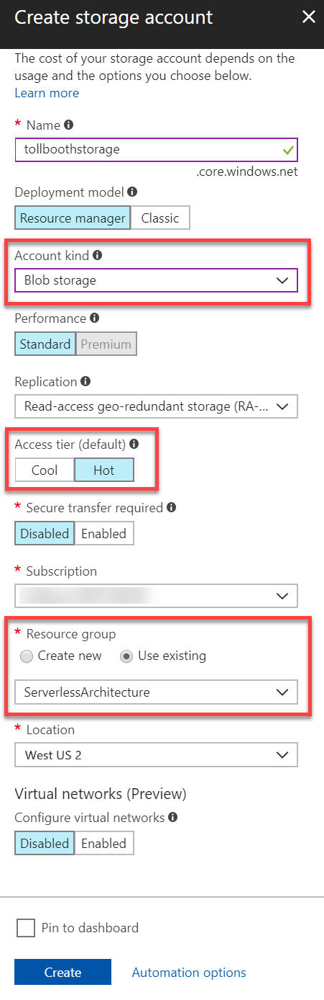 Create storage account
The cost of your storage account depends on the
usage and the options you choose below.
Learn more
* Name
tollboothstorage
.core.windows.net
Deployment model
Resource manager Classic
Account kind
Blob storage
Performance
Standard Premium
Replication
Read-access geo-redundant storage (RA-...
Access tier (default)
Cool Hot
* Secure transfer required
Disabled Enabled
* Subscription
* Resource group
Create new Use existing
ServerlessArchitecture
* Location
West US 2
Virtual networks (Preview)
Configure virtual networks
Disabled Enabled
Pin to dashboard
Create Automation options